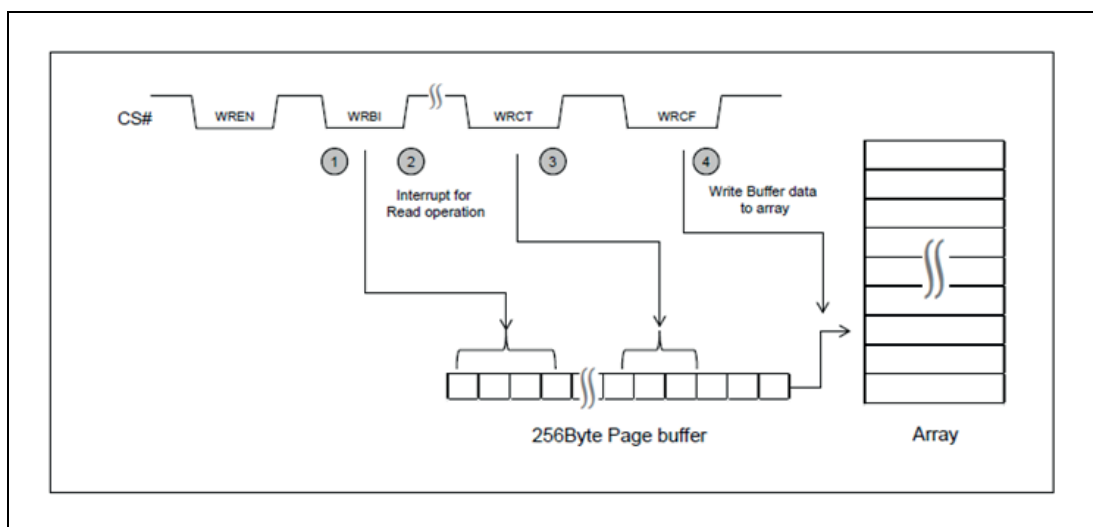 CS#
WREN
WRBI
WRCT
WRCF
1
2
3
4
Interrupt for
Read operation
Write Buffer data
to array
256Byte Page buffer
Array